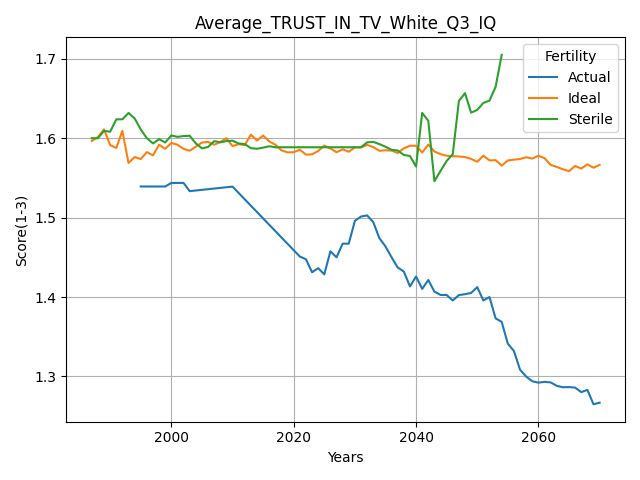 Average_TRUST_IN_TV_White_Q3_IQ
Fertility
Actual
Ideal
Sterile
Score(1-3)
1.7
1.6
1.5
1.4
1.3
2000 2020 2040 2060
Years